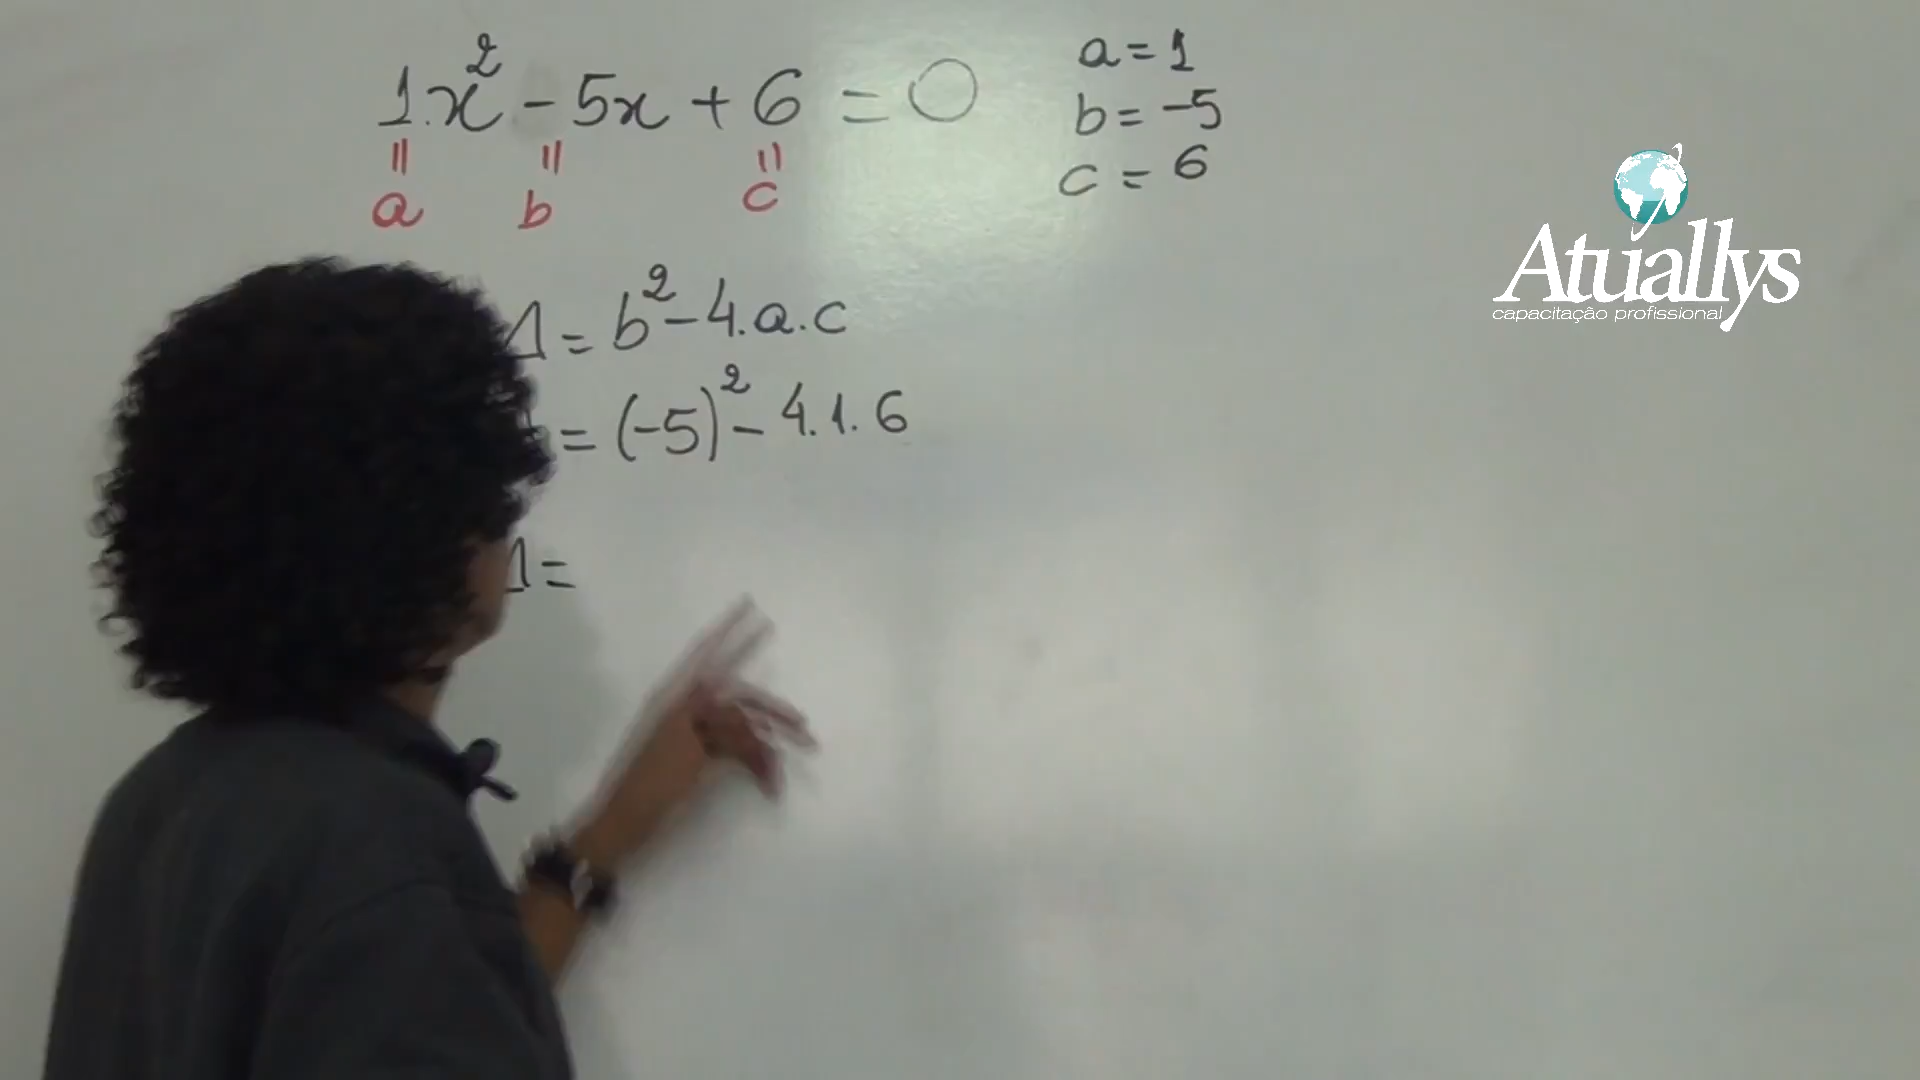 1.x² - 5x + 6 = 0
a = 1
b = -5
c = 6
a b c
Δ = b² - 4.a.c
= (-5)² - 4.1.6
Δ =
Atuallys
capacitação profissional